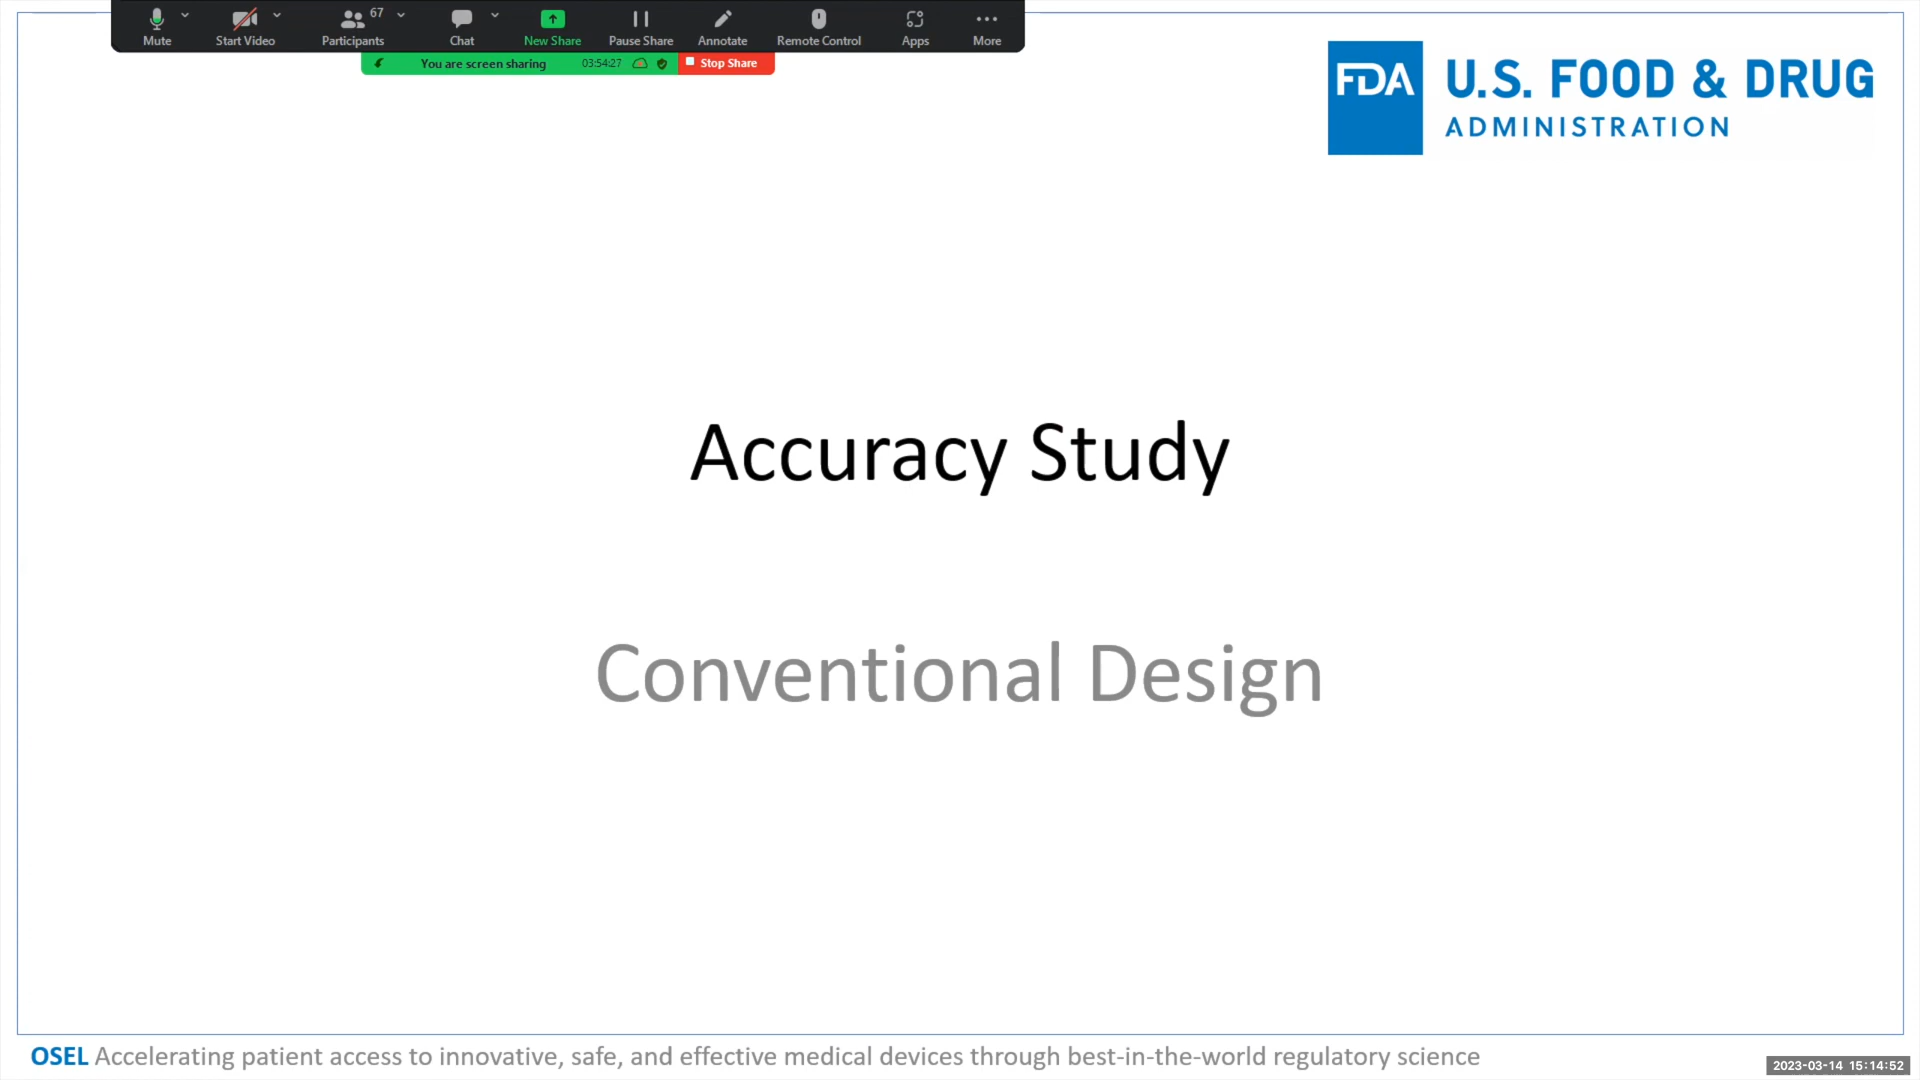 67
Mute
Start Video
Participants
Chat
New Share
Pause Share
Annotate
Remote Control
Apps
More
You are screen sharing
03:54:27
Stop Share
FDA
U.S. FOOD & DRUG
ADMINISTRATION
Accuracy Study
Conventional Design
OSEL Accelerating patient access to innovative, safe, and effective medical devices through best-in-the-world regulatory science
2023-03-14 15:14:52